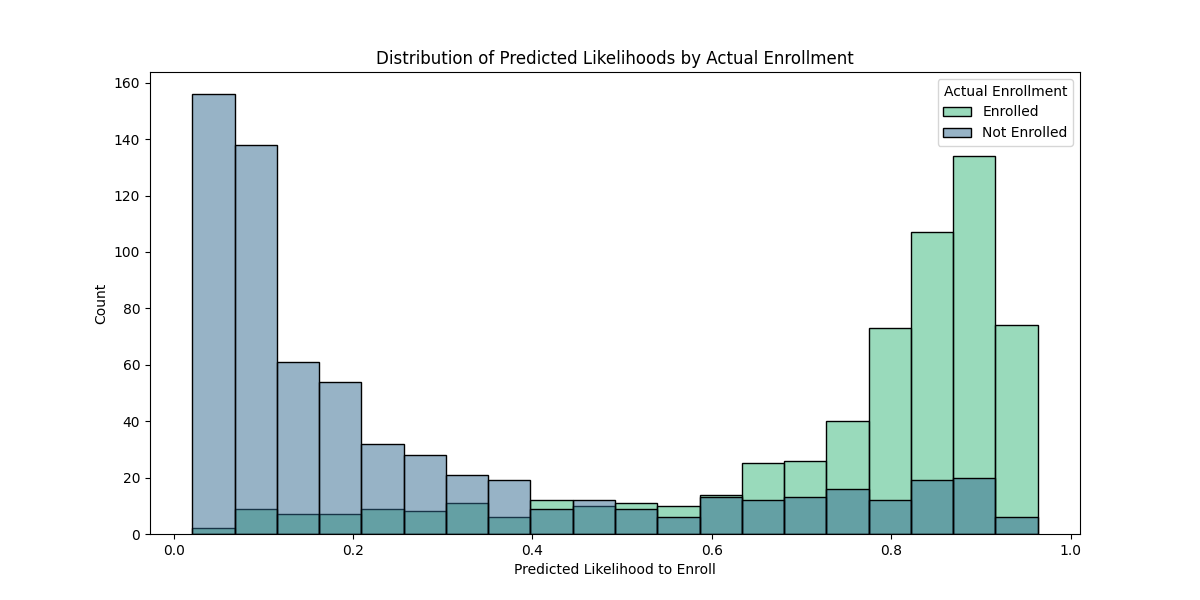 Distribution of Predicted Likelihoods by Actual Enrollment
160
140
120
100
80
60
40
20
0
Count
Actual Enrollment
Enrolled
Not Enrolled
0.0 0.2 0.4 0.6 0.8 1.0
Predicted Likelihood to Enroll